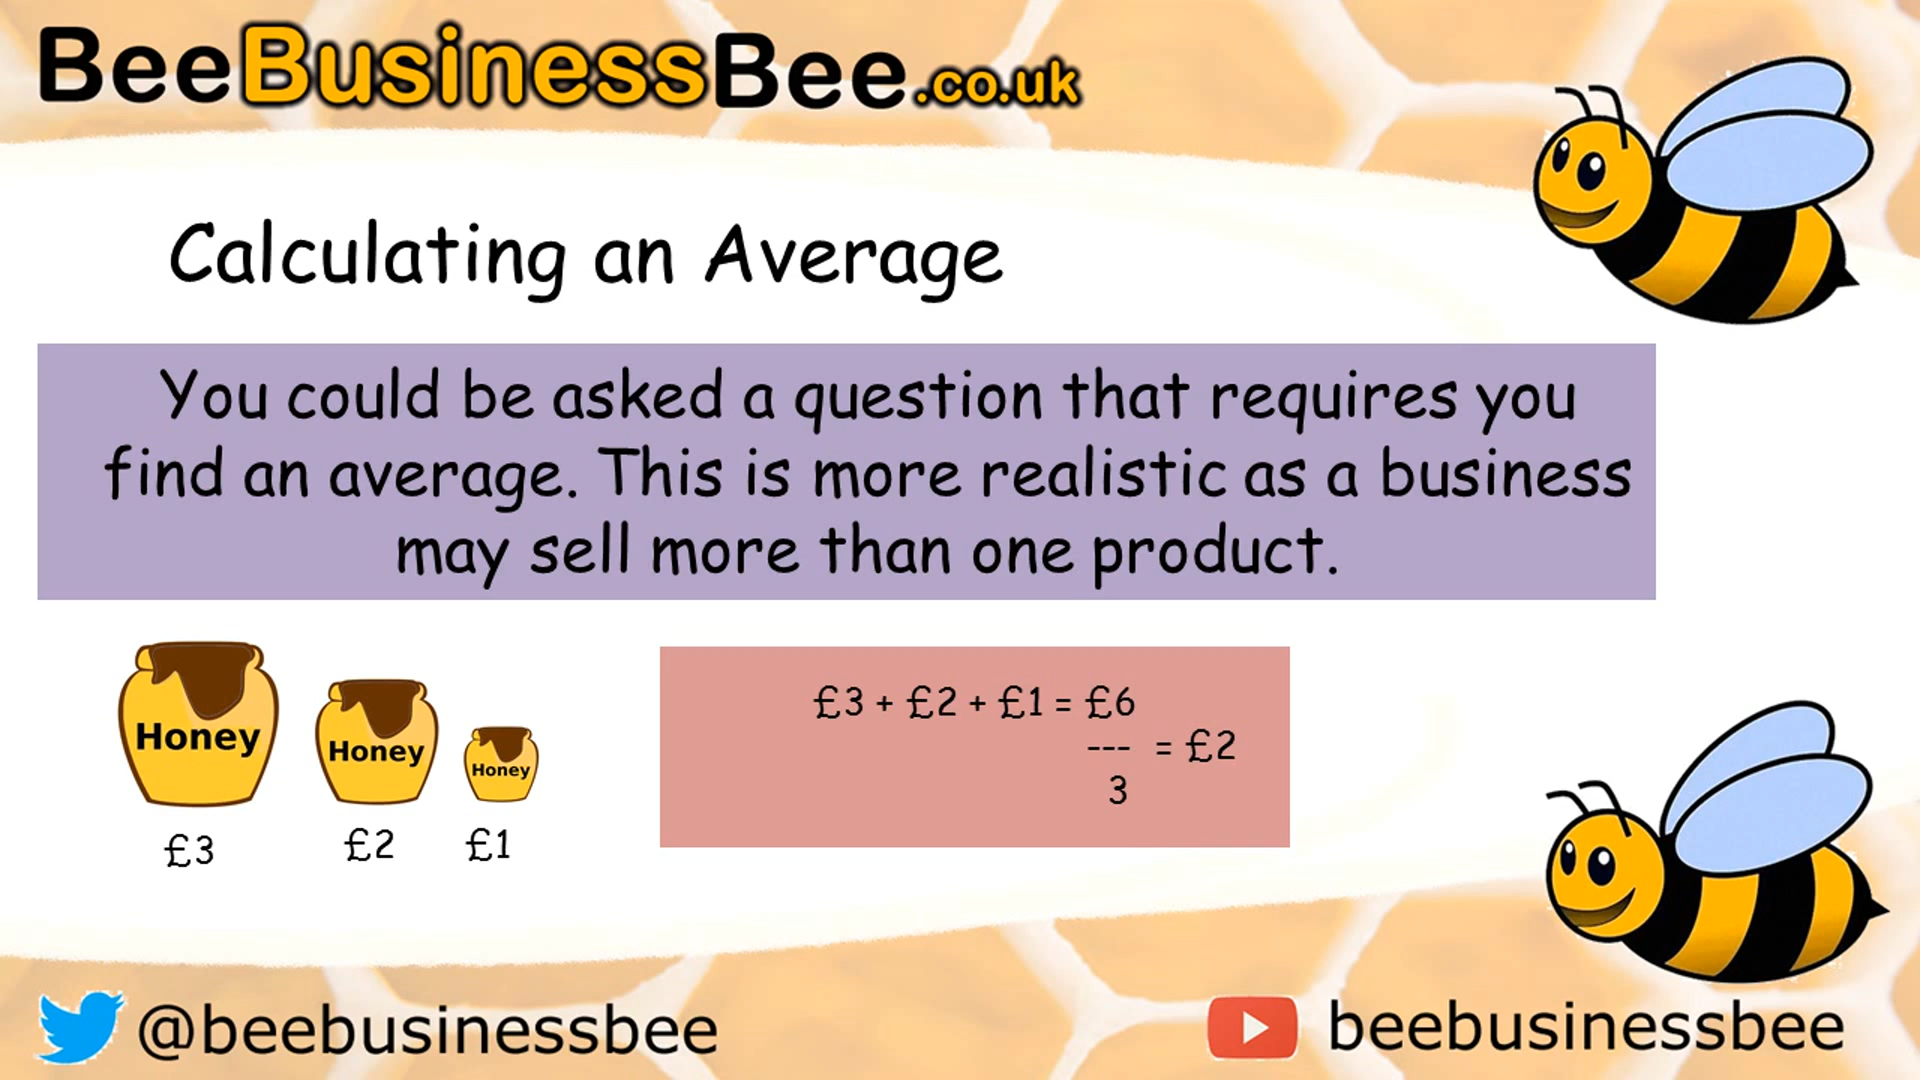 BeeBusinessBee.co.uk
Calculating an Average
You could be asked a question that requires you
find an average. This is more realistic as a business
may sell more than one product.
Honey
Honey
Honey
£3
£2
£1
£3 + £2 + £1 = £6
--- = £2
3
@beebusinessbee
beebusinessbee